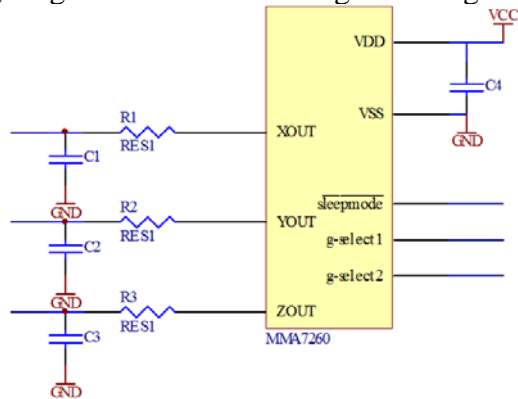 VCC
VDD
C4
VSS
GND
R1
RES1
XOUT
C1
GND
R2
RES1
YOUT
C2
sleepmode
g-select1
g-select2
GND
R3
RES1
ZOUT
C3
MMA7260
GND